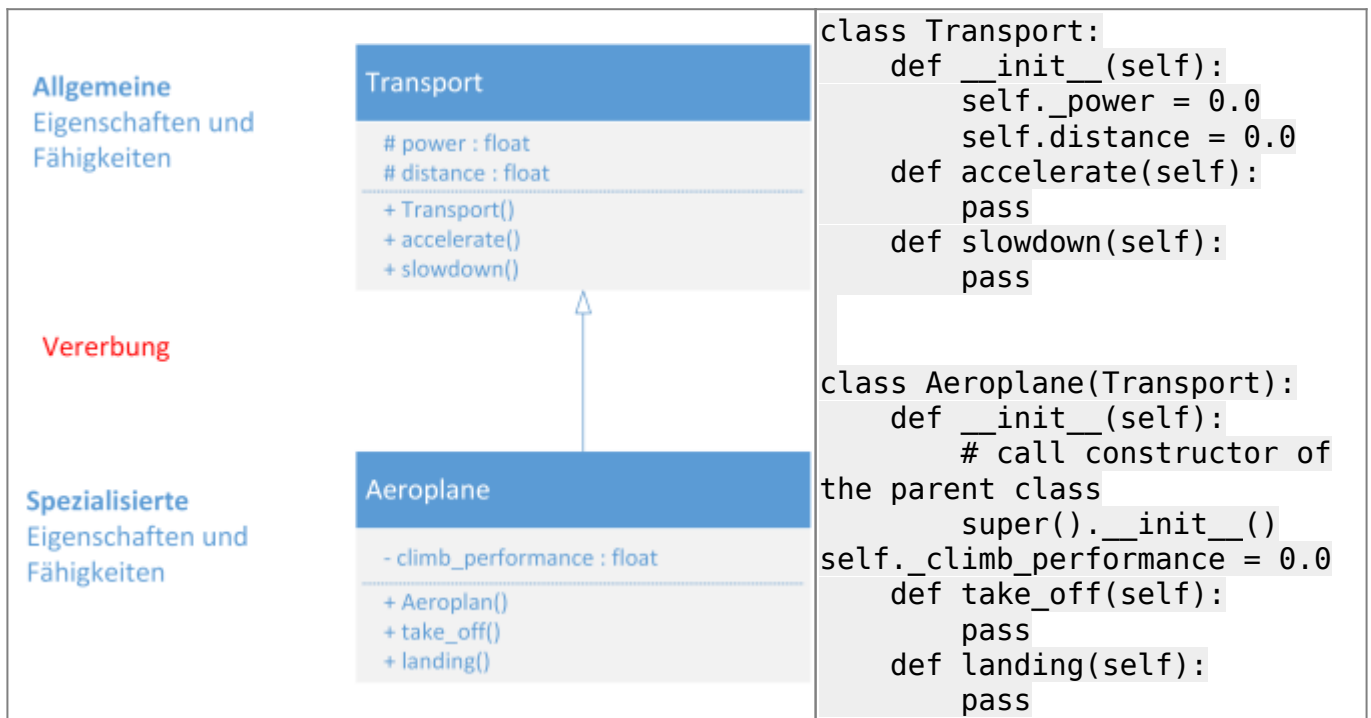 Allgemeine
Eigenschaften und
Fähigkeiten
Transport
# power : float
# distance : float
+ Transport()
+ accelerate()
+ slowdown()
Vererbung
Spezialisierte
Eigenschaften und
Fähigkeiten
Aeroplane
- climb_performance : float
+ Aeroplan()
+ take_off()
+ landing()
class Transport:
    def __init__(self):
        self._power = 0.0
        self.distance = 0.0
    def accelerate(self):
        pass
    def slowdown(self):
        pass
class Aeroplane(Transport):
    def __init__(self):
        # call constructor of
the parent class
        super().__init__()
self._climb_performance = 0.0
    def take_off(self):
        pass
    def landing(self):
        pass